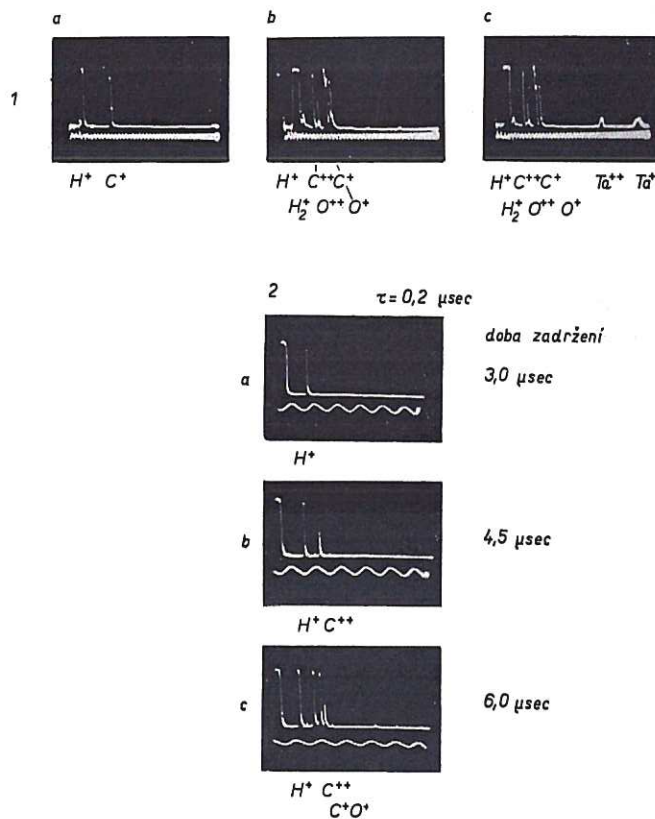 a b c
1
H⁺ C⁺
H⁺ C⁺⁺ C⁺
H₂⁺ O⁺⁺ O⁺
H⁺ C⁺⁺ C⁺ Ta⁺⁺ Ta⁺
H₂⁺ O⁺⁺ O⁺
2 τ = 0,2 μsec
doba zadržení
a 3,0 μsec
H⁺
b 4,5 μsec
H⁺ C⁺⁺
c 6,0 μsec
H⁺ C⁺⁺
C⁺O⁺